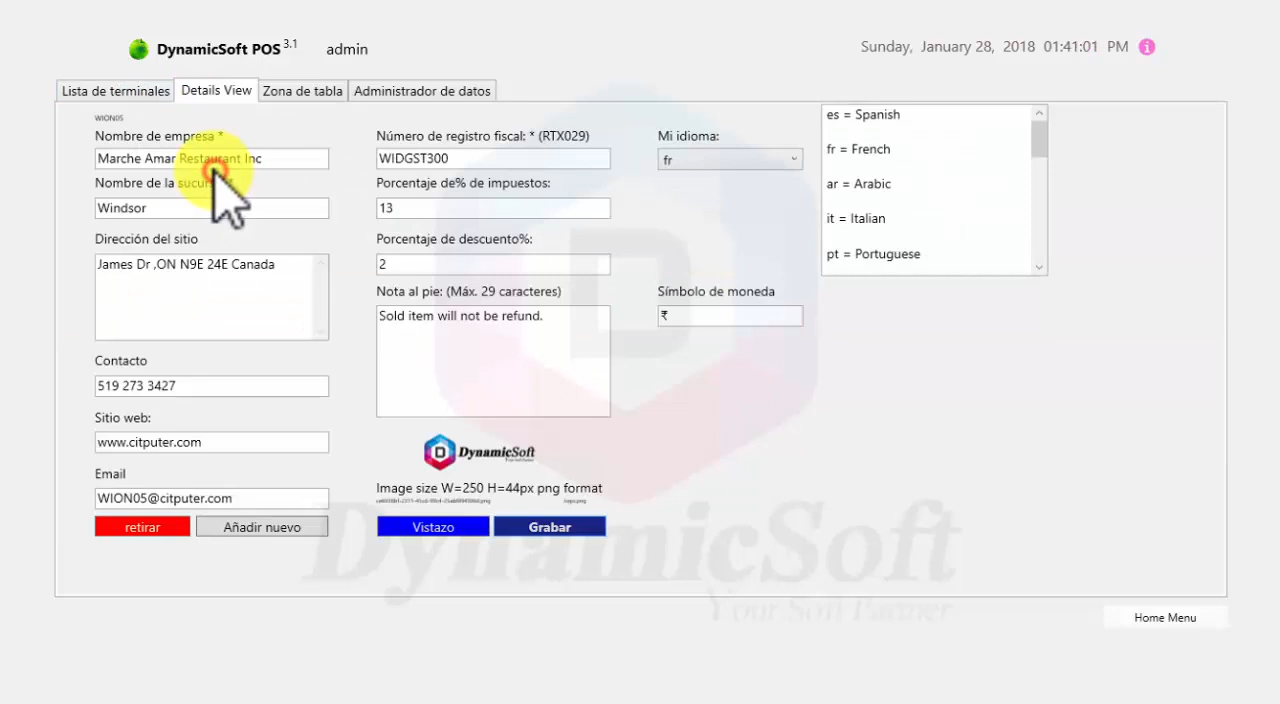 DynamicSoft POS 3.1 admin
Sunday, January 28, 2018 01:41:01 PM
Lista de terminales Details View Zona de tabla Administrador de datos
WION05
Nombre de empresa *
Marche Amar Restaurant Inc
Nombre de la
Windsor
Dirección del sitio
James Dr ,ON N9E 24E Canada
Contacto
519 273 3427
Sitio web:
www.citputer.com
Email
WION05@citputer.com
retirar Añadir nuevo
Número de registro fiscal: * (RTX029)
WIDGST300
Porcentaje de% de impuestos:
13
Porcentaje de descuento%:
2
Nota al pie: (Máx. 29 caracteres)
Sold item will not be refund.
D DynamicSoft
Your Soft Partner
Image size W=250 H=44px png format
Vistazo Grabar
Mi idioma:
fr
Símbolo de moneda
₹
es = Spanish
fr = French
ar = Arabic
it = Italian
pt = Portuguese
D
DynamicSoft
Your Soft Partner
Home Menu